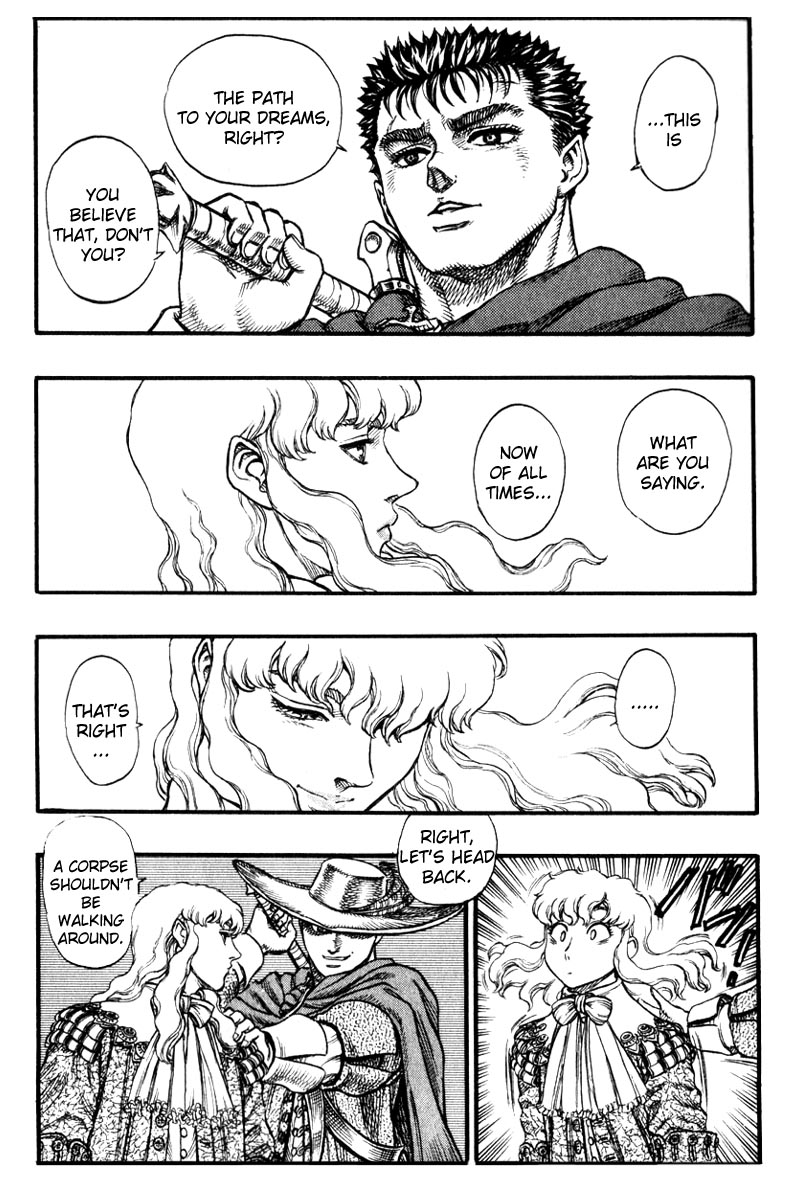 ...THIS
IS
THE PATH
TO YOUR DREAMS,
RIGHT?
YOU
BELIEVE
THAT, DON'T
YOU?
WHAT
ARE YOU
SAYING.
NOW
OF ALL
TIMES...
.....
THAT'S
RIGHT
...
RIGHT,
LET'S HEAD
BACK.
A CORPSE
SHOULDN'T
BE
WALKING
AROUND.